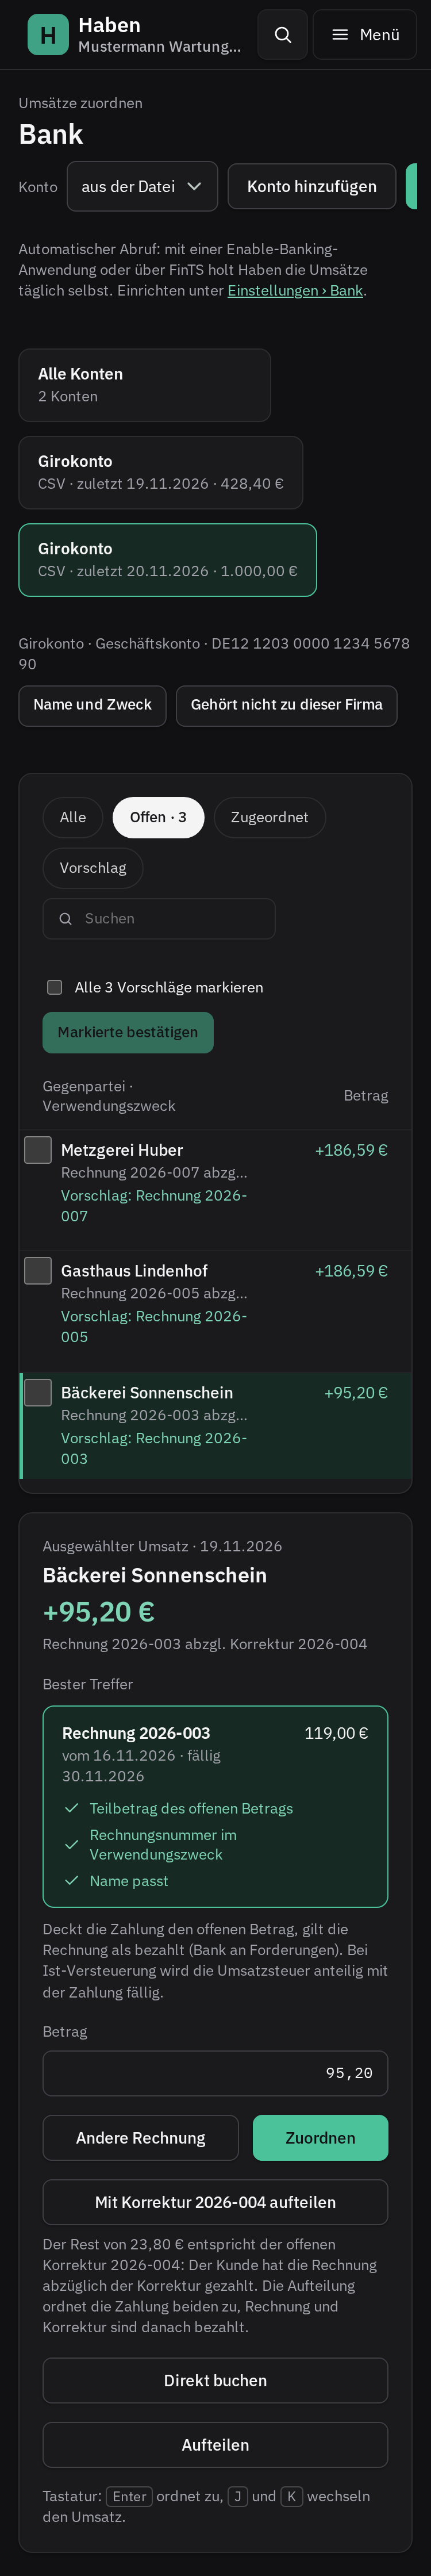 H
Haben
Mustermann Wartung...
Menü
Umsätze zuordnen
Bank
Konto
aus der Datei
Konto hinzufügen
Automatischer Abruf: mit einer Enable-Banking-
Anwendung oder über FinTS holt Haben die Umsätze
täglich selbst. Einrichten unter Einstellungen › Bank.
Alle Konten
2 Konten
Girokonto
CSV · zuletzt 19.11.2026 · 428,40 €
Girokonto
CSV · zuletzt 20.11.2026 · 1.000,00 €
Girokonto · Geschäftskonto · DE12 1203 0000 1234 5678
90
Name und Zweck
Gehört nicht zu dieser Firma
Alle
Offen · 3
Zugeordnet
Vorschlag
Suchen
Alle 3 Vorschläge markieren
Markierte bestätigen
Gegenpartei ·
Verwendungszweck
Betrag
Metzgerei Huber +186,59 €
Rechnung 2026-007 abzg...
Vorschlag: Rechnung 2026-
007
Gasthaus Lindenhof +186,59 €
Rechnung 2026-005 abzg...
Vorschlag: Rechnung 2026-
005
Bäckerei Sonnenschein +95,20 €
Rechnung 2026-003 abzg...
Vorschlag: Rechnung 2026-
003
Ausgewählter Umsatz · 19.11.2026
Bäckerei Sonnenschein
+95,20 €
Rechnung 2026-003 abzgl. Korrektur 2026-004
Bester Treffer
Rechnung 2026-003 119,00 €
vom 16.11.2026 · fällig
30.11.2026
Teilbetrag des offenen Betrags
Rechnungsnummer im
Verwendungszweck
Name passt
Deckt die Zahlung den offenen Betrag, gilt die
Rechnung als bezahlt (Bank an Forderungen). Bei
Ist-Versteuerung wird die Umsatzsteuer anteilig mit
der Zahlung fällig.
Betrag
95,20
Andere Rechnung
Zuordnen
Mit Korrektur 2026-004 aufteilen
Der Rest von 23,80 € entspricht der offenen
Korrektur 2026-004: Der Kunde hat die Rechnung
abzüglich der Korrektur gezahlt. Die Aufteilung
ordnet die Zahlung beiden zu, Rechnung und
Korrektur sind danach bezahlt.
Direkt buchen
Aufteilen
Tastatur: Enter ordnet zu, J und K wechseln
den Umsatz.